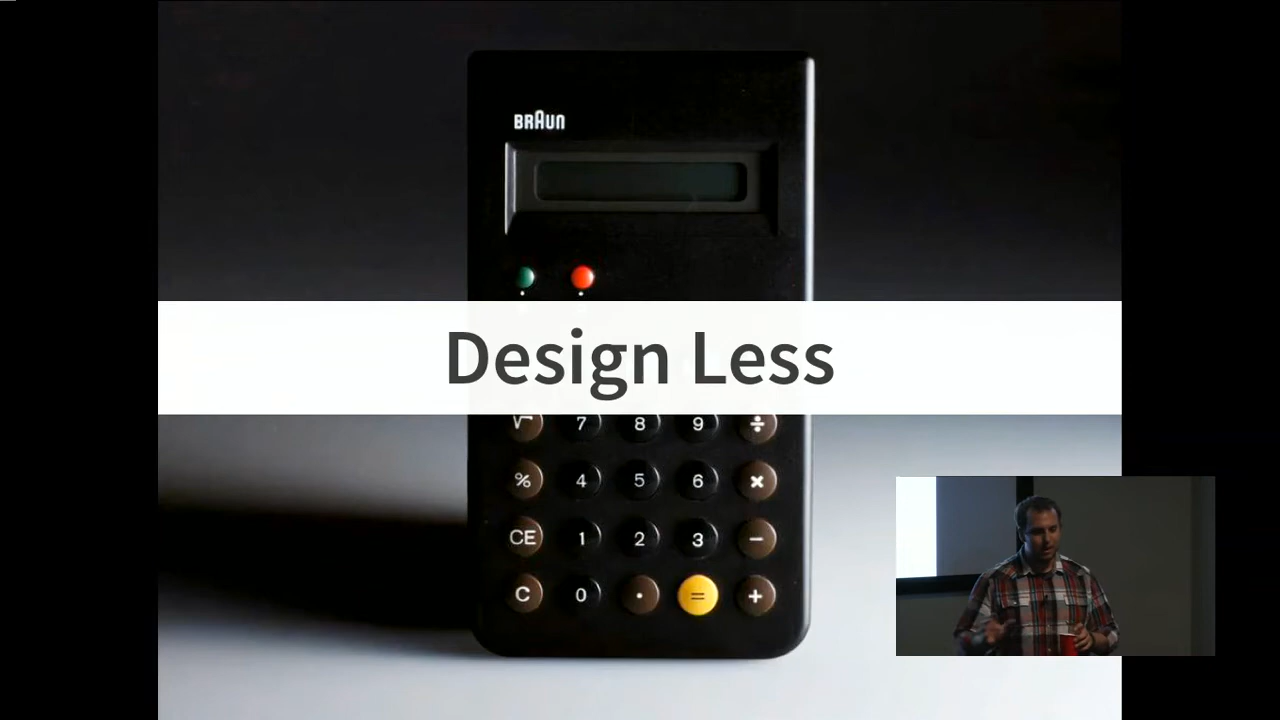 BRAUN
Design Less
√ 7 8 9 ÷
% 4 5 6 ×
CE 1 2 3 −
C 0 · = +